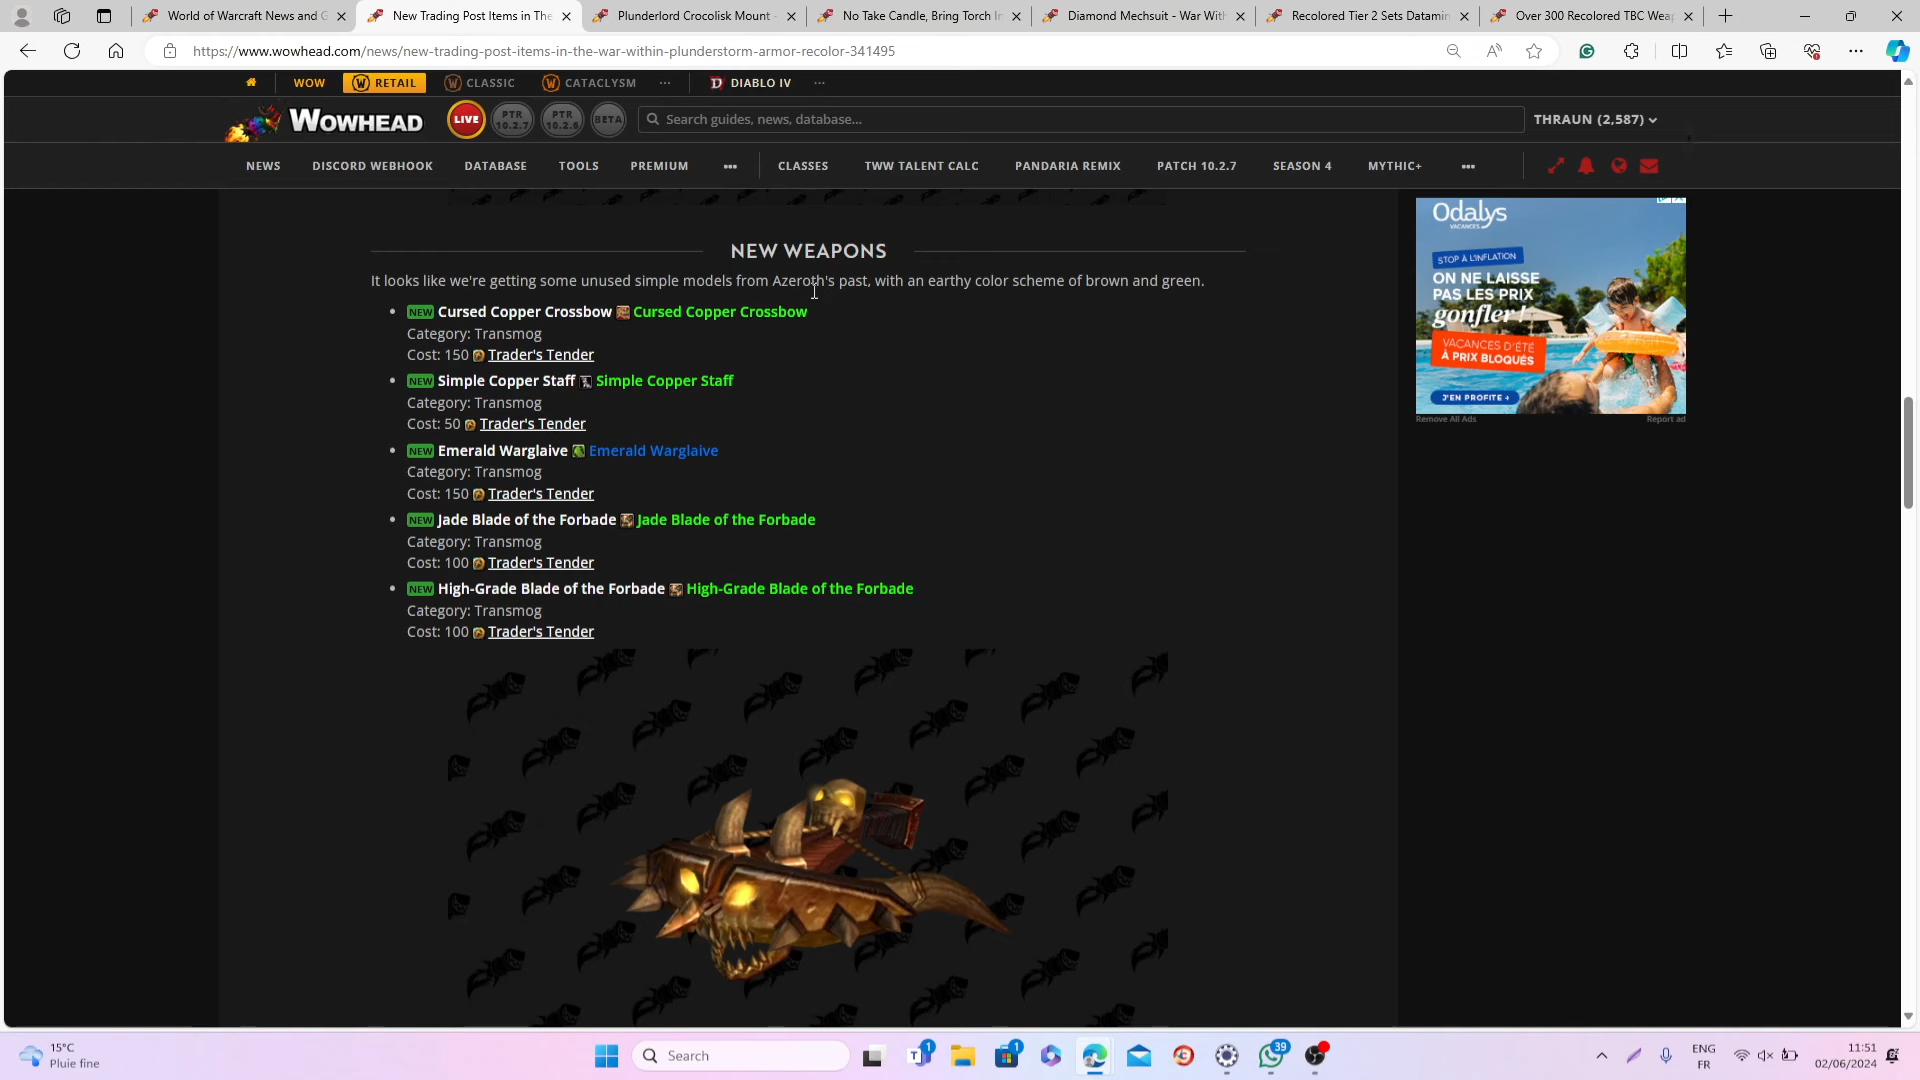 World of Warcraft News and G
New Trading Post Items in The
Plunderlord Crocolisk Mount -
No Take Candle, Bring Torch In
Diamond Mechsuit - War With
Recolored Tier 2 Sets Datamin
Over 300 Recolored TBC Weap
https://www.wowhead.com/news/new-trading-post-items-in-the-war-within-plunderstorm-armor-recolor-341495
WOW RETAIL CLASSIC CATACLYSM ... DIABLO IV ...
WOWHEAD LIVE PTR 10.2.7 PTR 10.2.6 BETA Search guides, news, database... THRAUN (2,587)
NEWS DISCORD WEBHOOK DATABASE TOOLS PREMIUM ... CLASSES TWW TALENT CALC PANDARIA REMIX PATCH 10.2.7 SEASON 4 MYTHIC+ ...
NEW WEAPONS
It looks like we're getting some unused simple models from Azeroth's past, with an earthy color scheme of brown and green.
• NEW Cursed Copper Crossbow Cursed Copper Crossbow
Category: Transmog
Cost: 150 Trader's Tender
• NEW Simple Copper Staff Simple Copper Staff
Category: Transmog
Cost: 50 Trader's Tender
• NEW Emerald Warglaive Emerald Warglaive
Category: Transmog
Cost: 150 Trader's Tender
• NEW Jade Blade of the Forbade Jade Blade of the Forbade
Category: Transmog
Cost: 100 Trader's Tender
• NEW High-Grade Blade of the Forbade High-Grade Blade of the Forbade
Category: Transmog
Cost: 100 Trader's Tender
Odalys
VACANCES
STOP À L'INFLATION
ON NE LAISSE
PAS LES PRIX
gonfler !
VACANCES D'ÉTÉ
À PRIX BLOQUÉS
J'EN PROFITE →
Remove All Ads Report ad
15°C
Pluie fine
Search
1
1
39
ENG
FR
11:51
02/06/2024